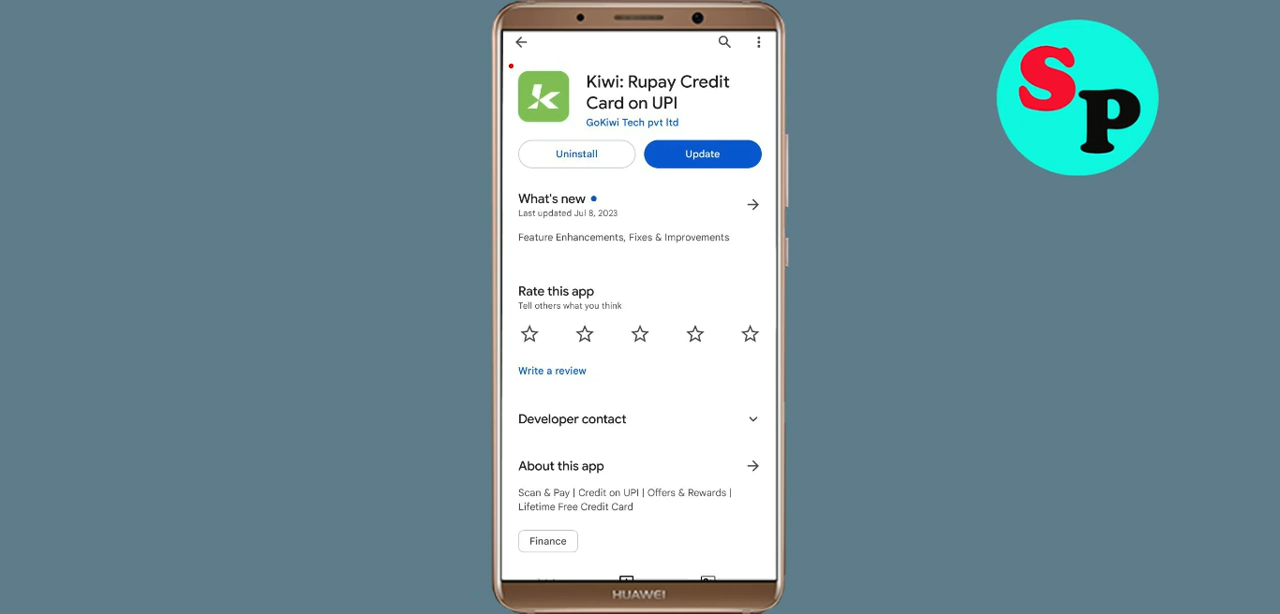 Kiwi: Rupay Credit
Card on UPI
GoKiwi Tech pvt ltd
Uninstall
Update
What's new
Last updated Jul 8, 2023
Feature Enhancements, Fixes & Improvements
Rate this app
Tell others what you think
Write a review
Developer contact
About this app
Scan & Pay | Credit on UPI | Offers & Rewards |
Lifetime Free Credit Card
Finance
HUAWEI
SP